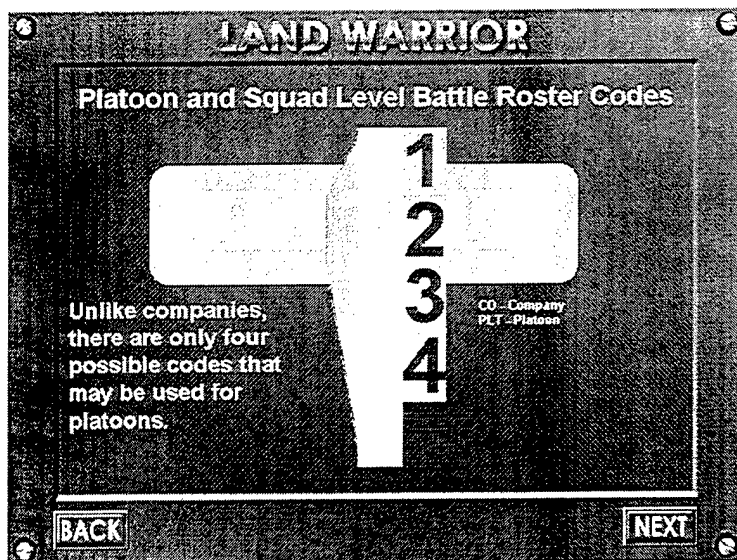 LAND WARRIOR
Platoon and Squad Level Battle Roster Codes
1
2
3
4
Unlike companies,
there are only four
possible codes that
may be used for
platoons.
CO - Company
PLT - Platoon
BACK
NEXT